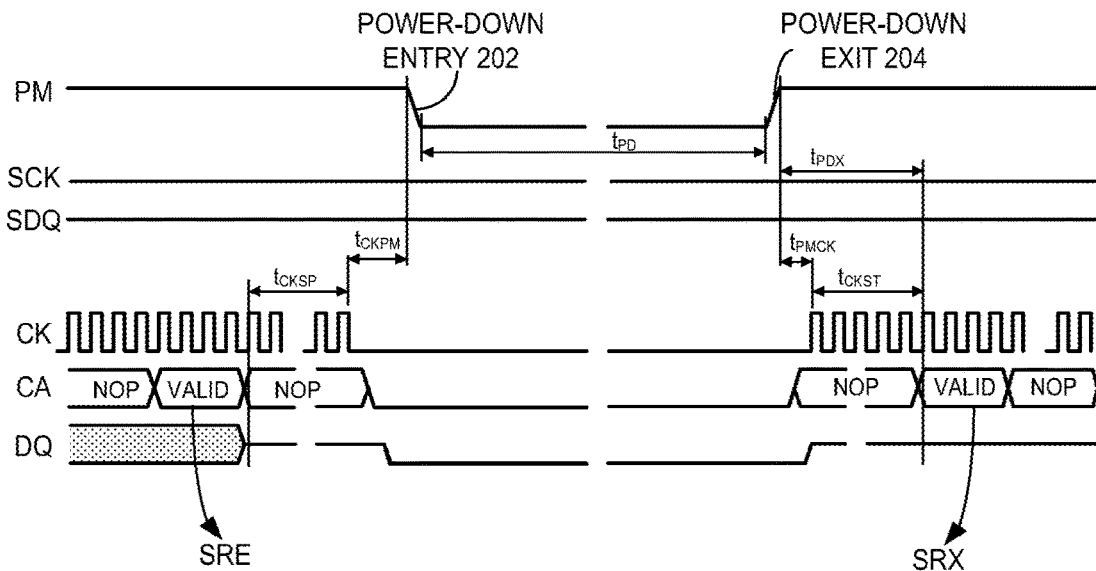 POWER-DOWN
ENTRY 202
POWER-DOWN
EXIT 204
PM
tPD
tPDX
SCK
SDQ
tCKPM
tPMCK
tCKSP
tCKST
CK
CA
NOP
VALID
NOP
NOP
VALID
NOP
DQ
SRE
SRX